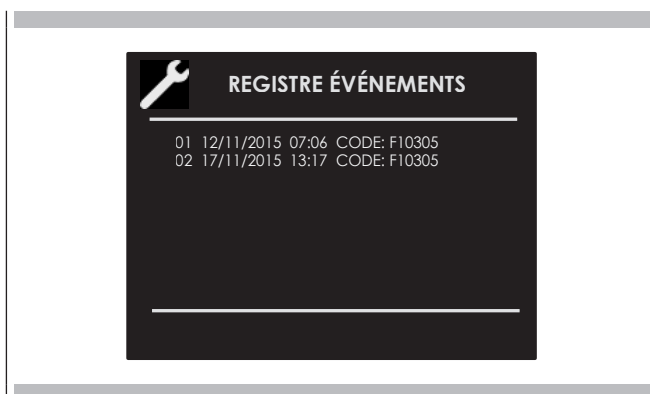 REGISTRE ÉVÉNEMENTS
01 12/11/2015 07:06 CODE: F10305
02 17/11/2015 13:17 CODE: F10305